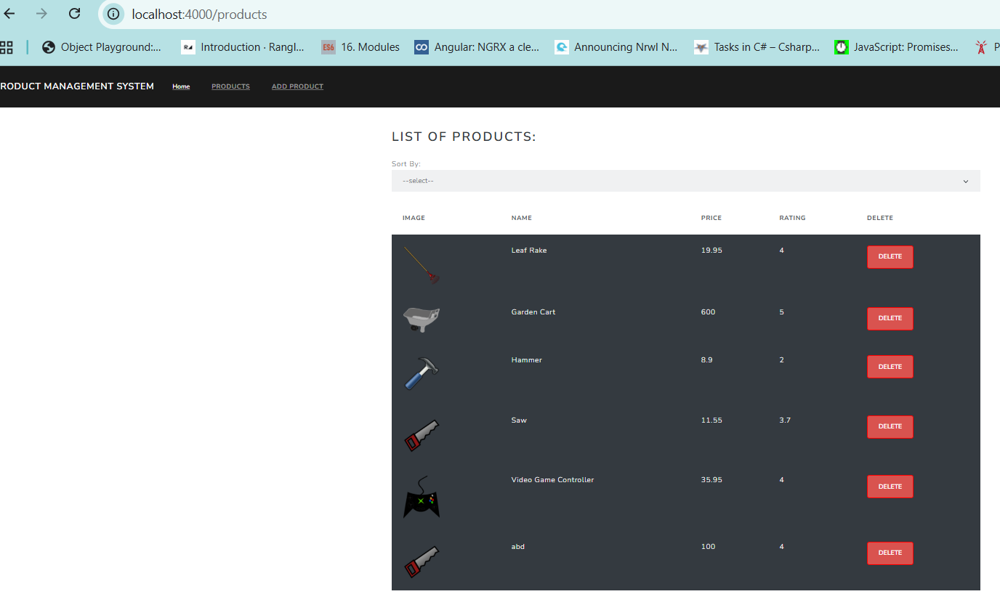 localhost:4000/products
Object Playground:... Introduction · Rangl... ES6 16. Modules Angular: NGRX a cle... Announcing Nrwl N... Tasks in C# – Csharp... JavaScript: Promises... P
RODUCT MANAGEMENT SYSTEM Home PRODUCTS ADD PRODUCT
LIST OF PRODUCTS:
Sort By:
--select--
IMAGE NAME PRICE RATING DELETE
Leaf Rake 19.95 4 DELETE
Garden Cart 600 5 DELETE
Hammer 8.9 2 DELETE
Saw 11.55 3.7 DELETE
Video Game Controller 35.95 4 DELETE
abd 100 4 DELETE